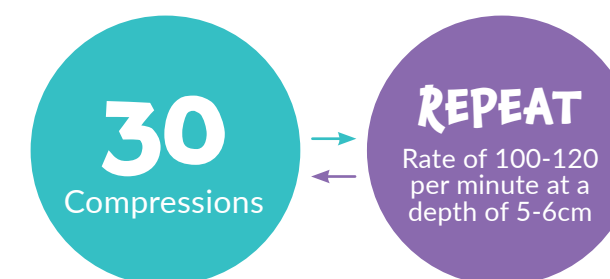 30
Compressions
REPEAT
Rate of 100-120
per minute at a
depth of 5-6cm